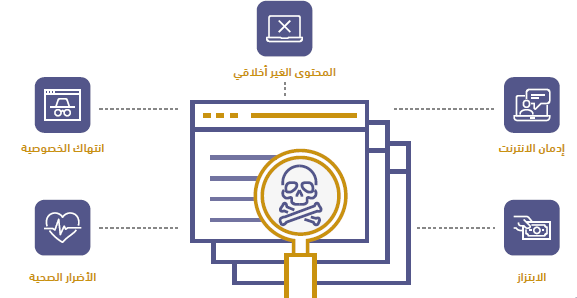 المحتوى الغير أخلاقي
إدمان الانترنت
انتهاك الخصوصية
الابتزاز
الأضرار الصحية